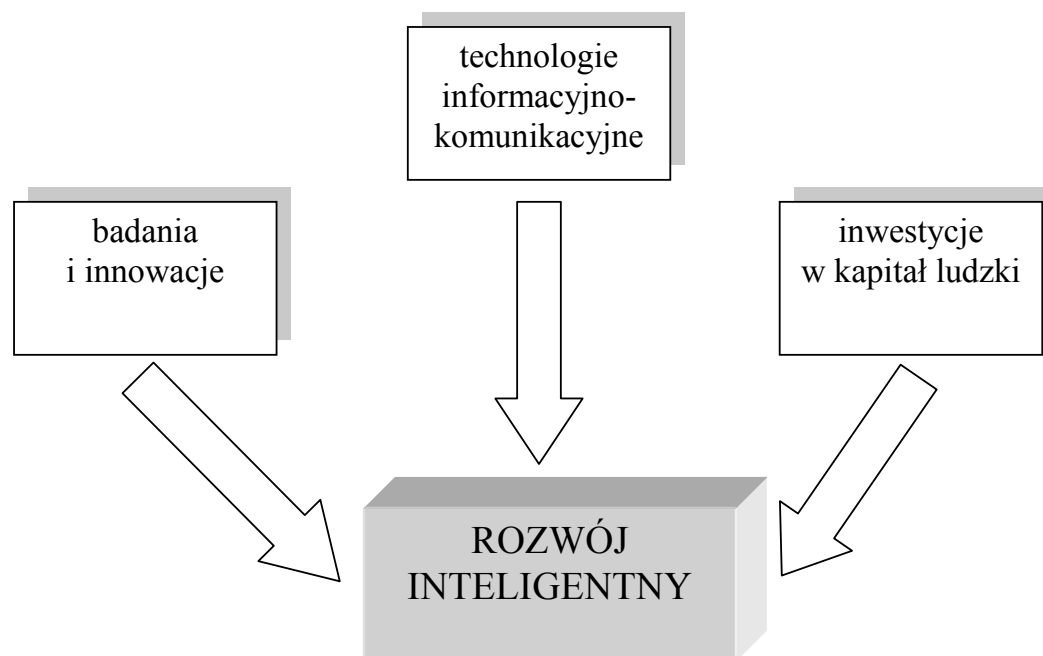 technologie
informacyjno-
komunikacyjne
badania
i innowacje
inwestycje
w kapitał ludzki
ROZWÓJ
INTELIGENTNY